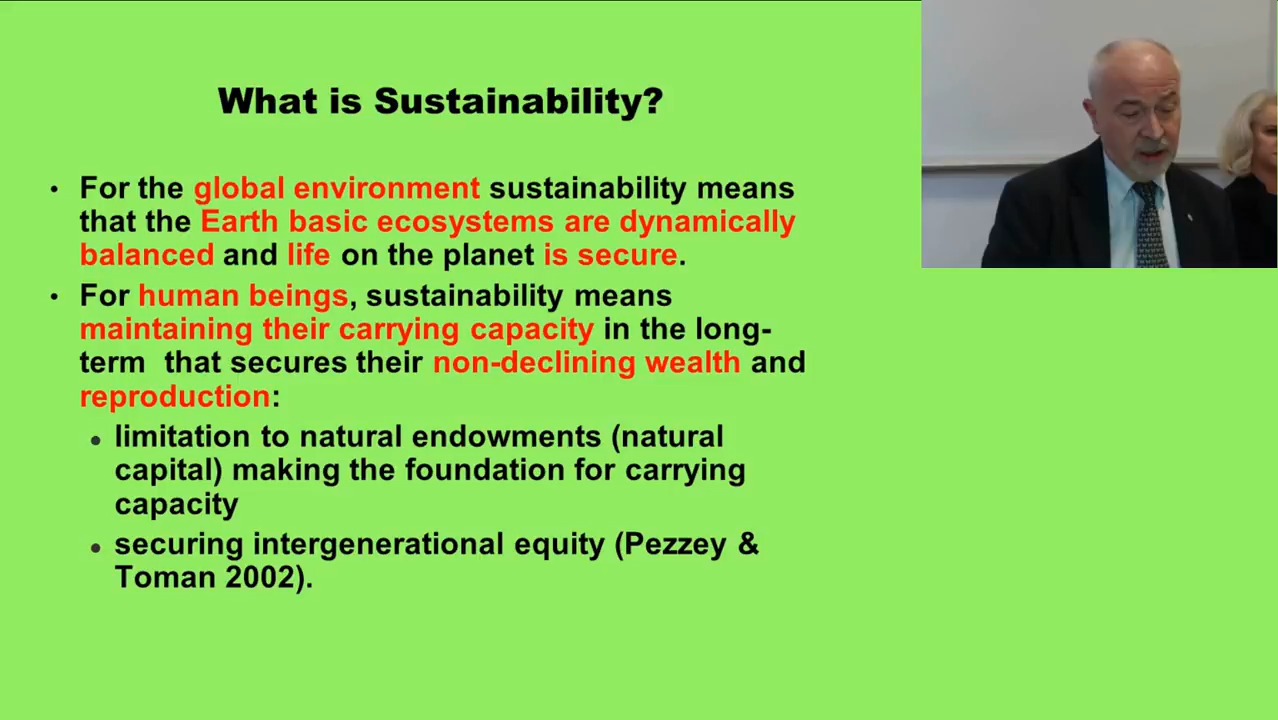 What is Sustainability?
• For the global environment sustainability means
that the Earth basic ecosystems are dynamically
balanced and life on the planet is secure.
• For human beings, sustainability means
maintaining their carrying capacity in the long-
term that secures their non-declining wealth and
reproduction:
• limitation to natural endowments (natural
capital) making the foundation for carrying
capacity
• securing intergenerational equity (Pezzey &
Toman 2002).